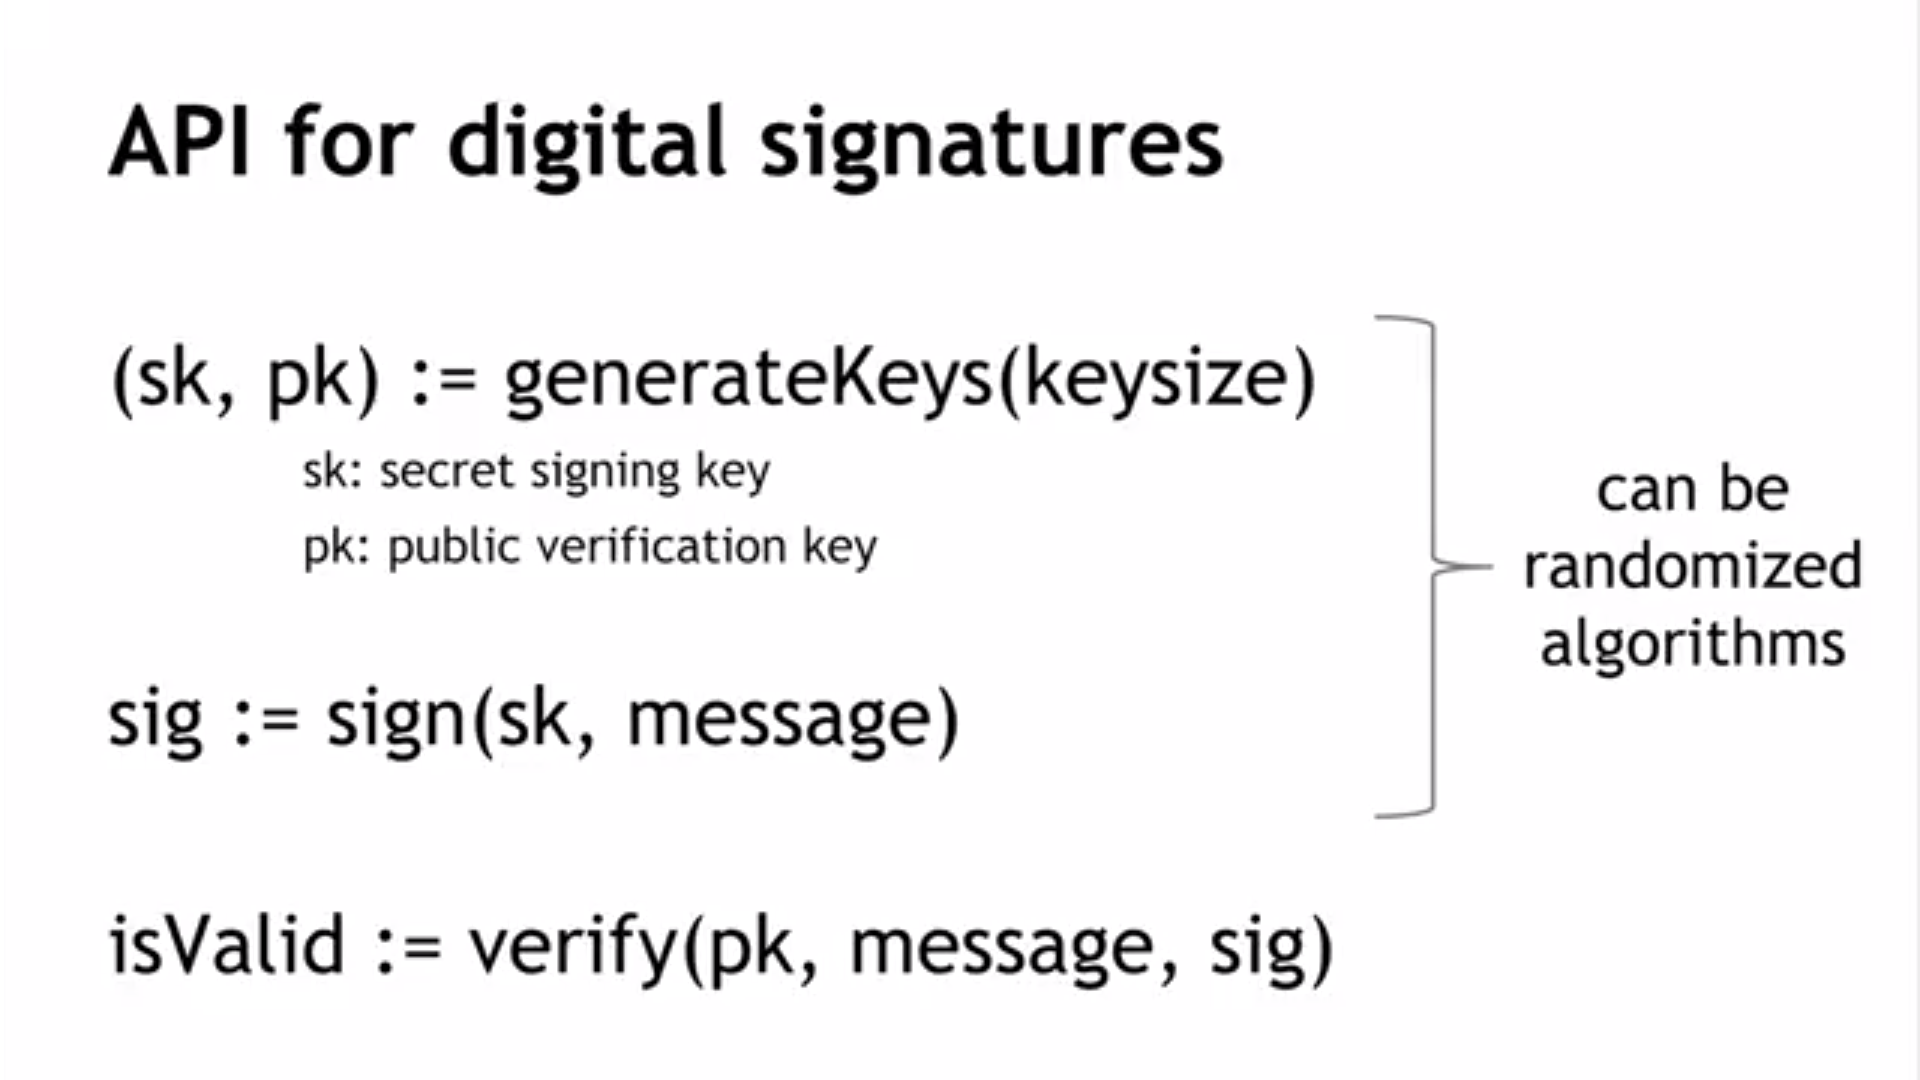 API for digital signatures
(sk, pk) := generateKeys(keysize)
sk: secret signing key
pk: public verification key
sig := sign(sk, message)
can be
randomized
algorithms
isValid := verify(pk, message, sig)